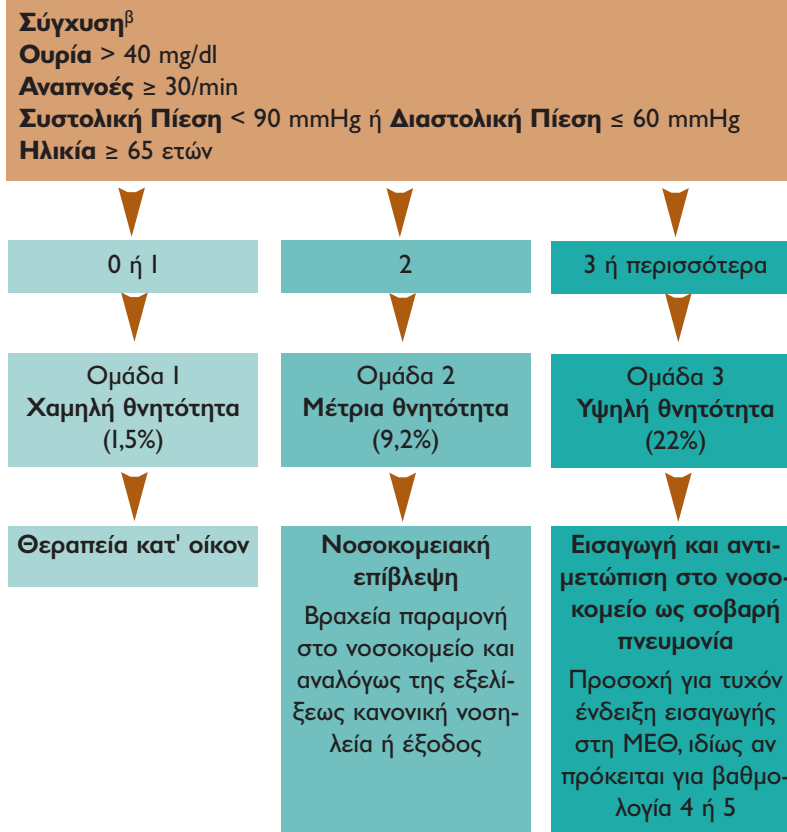 Σύγχυσηᵝ
Ουρία > 40 mg/dl
Αναπνοές ≥ 30/min
Συστολική Πίεση < 90 mmHg ή Διαστολική Πίεση ≤ 60 mmHg
Ηλικία ≥ 65 ετών
0 ή 1
2
3 ή περισσότερα
Ομάδα 1
Χαμηλή θνητότητα
(1,5%)
Ομάδα 2
Μέτρια θνητότητα
(9,2%)
Ομάδα 3
Υψηλή θνητότητα
(22%)
Θεραπεία κατ' οίκον
Νοσοκομειακή
επίβλεψη
Βραχεία παραμονή
στο νοσοκομείο και
αναλόγως της εξελί-
ξεως κανονική νοση-
λεία ή έξοδος
Εισαγωγή και αντι-
μετώπιση στο νοσο-
κομείο ως σοβαρή
πνευμονία
Προσοχή για τυχόν
ένδειξη εισαγωγής
στη ΜΕΘ, ιδίως αν
πρόκειται για βαθμο-
λογία 4 ή 5